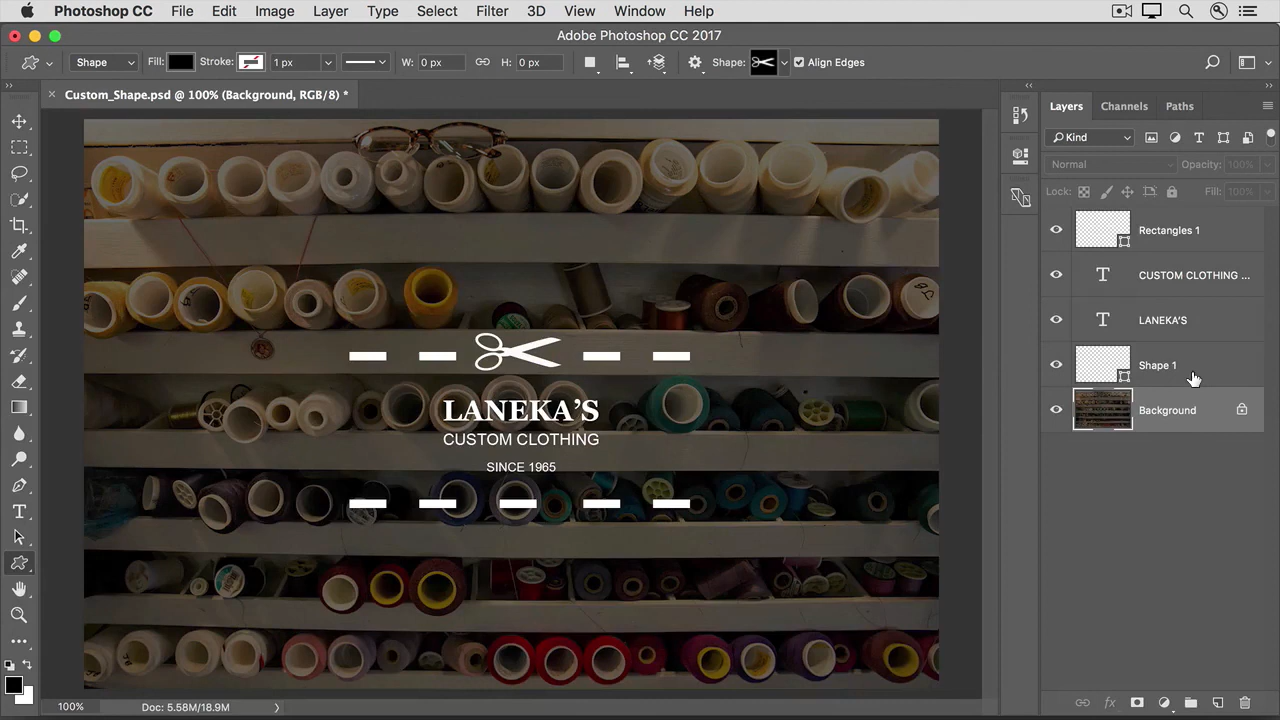 Photoshop CC File Edit Image Layer Type Select Filter 3D View Window Help
Adobe Photoshop CC 2017
Shape Fill: Stroke: 1 px W: 0 px H: 0 px Shape: Align Edges
× Custom_Shape.psd @ 100% (Background, RGB/8) *
Layers Channels Paths
Kind
Normal Opacity: 100%
Lock: Fill: 100%
Rectangles 1
CUSTOM CLOTHING ...
LANEKA'S
Shape 1
Background
LANEKA'S
CUSTOM CLOTHING
SINCE 1965
100% Doc: 5.58M/18.9M